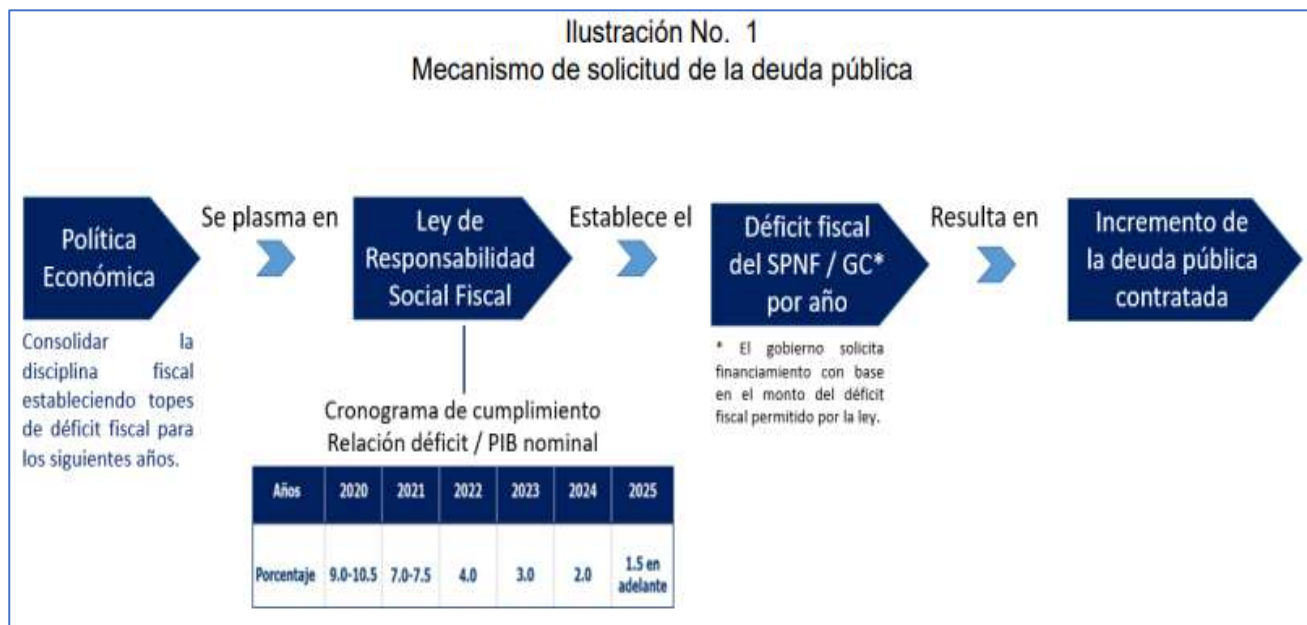 Ilustración No. 1
Mecanismo de solicitud de la deuda pública
Política
Económica
Se plasma en
Ley de
Responsabilidad
Social Fiscal
Establece el
Déficit fiscal
del SPNF / GC*
por año
Resulta en
Incremento de
la deuda pública
contratada
Consolidar la
disciplina fiscal
estableciendo topes
de déficit fiscal para
los siguientes años.
* El gobierno solicita
financiamiento con base
en el monto del déficit
fiscal permitido por la ley.
Cronograma de cumplimiento
Relación déficit / PIB nominal
Años 2020 2021 2022 2023 2024 2025
Porcentaje 9.0-10.5 7.0-7.5 4.0 3.0 2.0 1.5 en
adelante